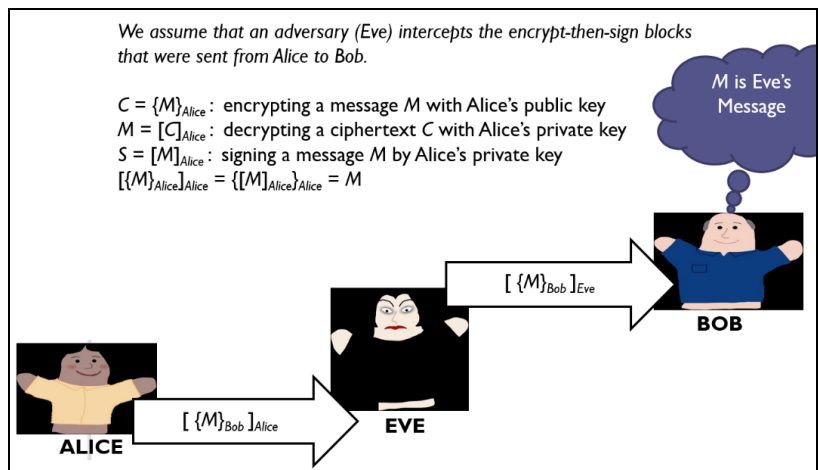 We assume that an adversary (Eve) intercepts the encrypt-then-sign blocks
that were sent from Alice to Bob.
C = {M}Alice : encrypting a message M with Alice's public key
M = [C]Alice : decrypting a ciphertext C with Alice's private key
S = [M]Alice : signing a message M by Alice's private key
[{M}Alice]Alice = {[M]Alice}Alice = M
M is Eve's
Message
[ {M}Bob ]Eve
BOB
EVE
[ {M}Bob ]Alice
ALICE